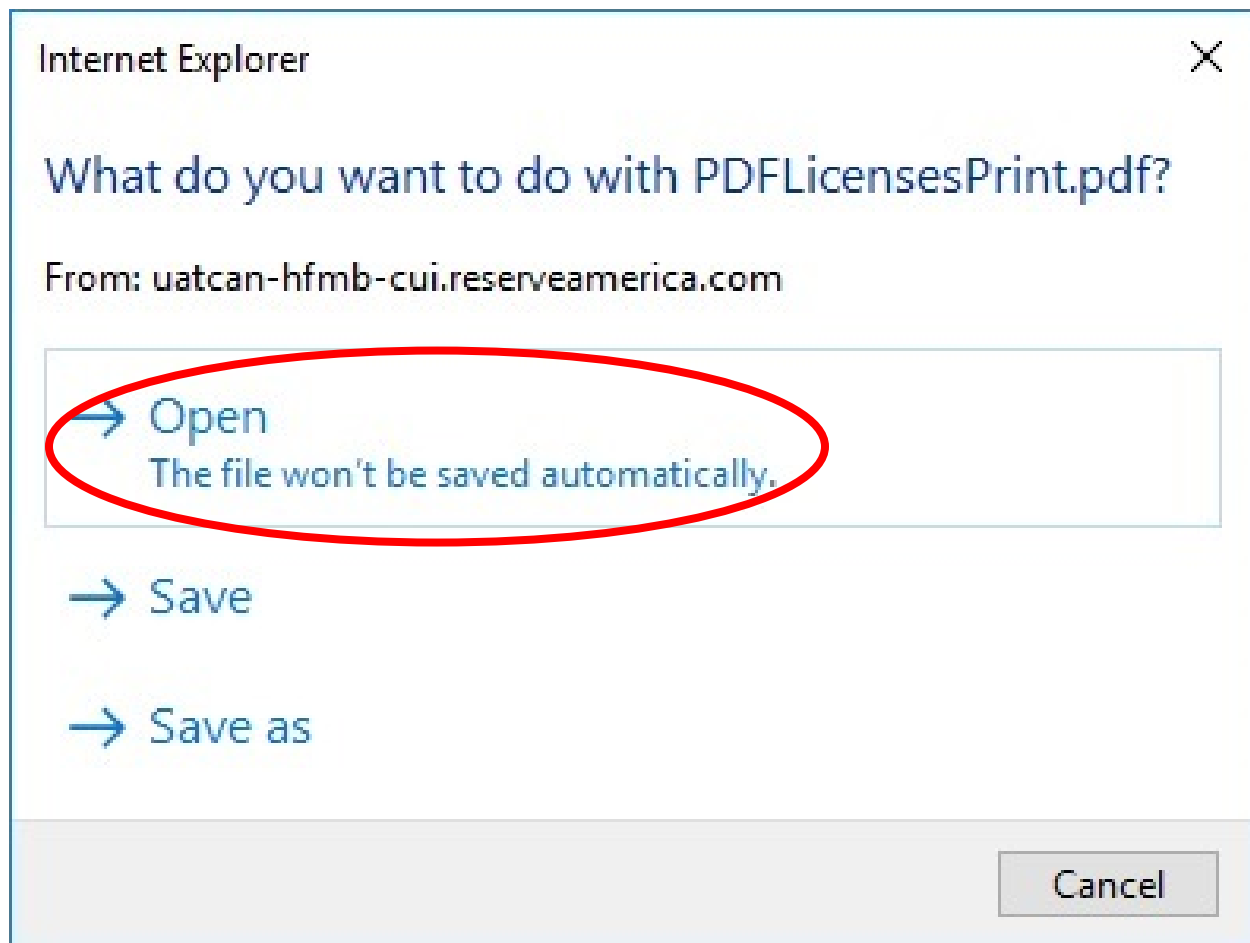 Internet Explorer
What do you want to do with PDFLicensesPrint.pdf?
From: uatcan-hfmb-cui.reserveamerica.com
Open
The file won't be saved automatically.
Save
Save as
Cancel